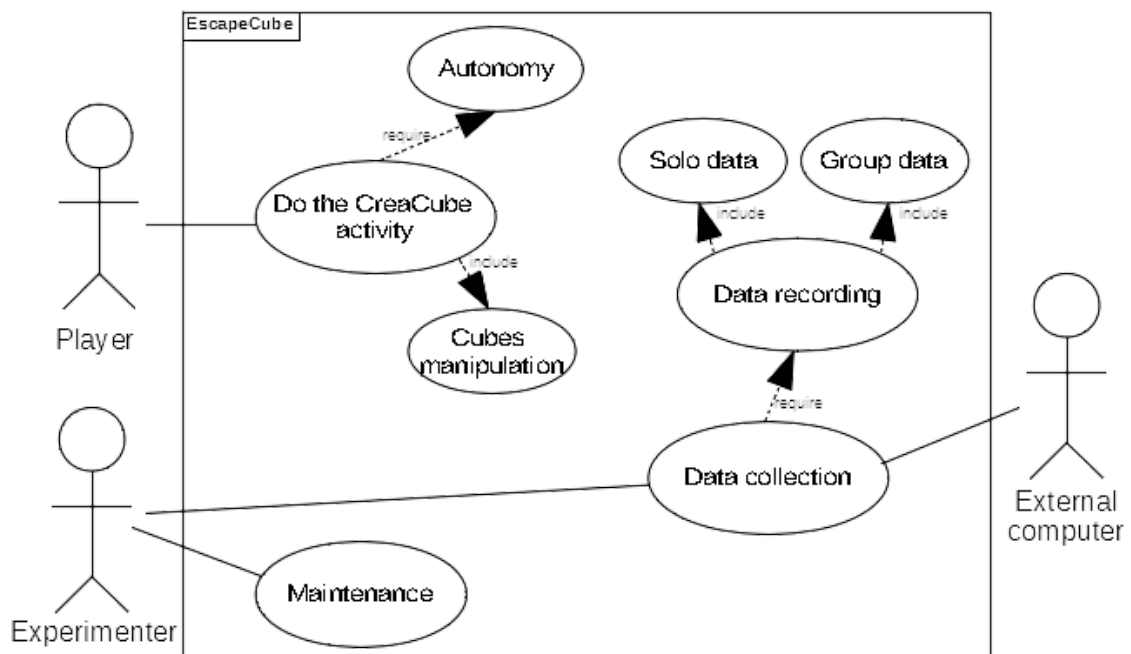 EscapeCube
Autonomy
require
Solo data
Group data
Do the CreaCube
activity
include
include
include
Data recording
Player
Cubes
manipulation
require
Data collection
External
computer
Maintenance
Experimenter